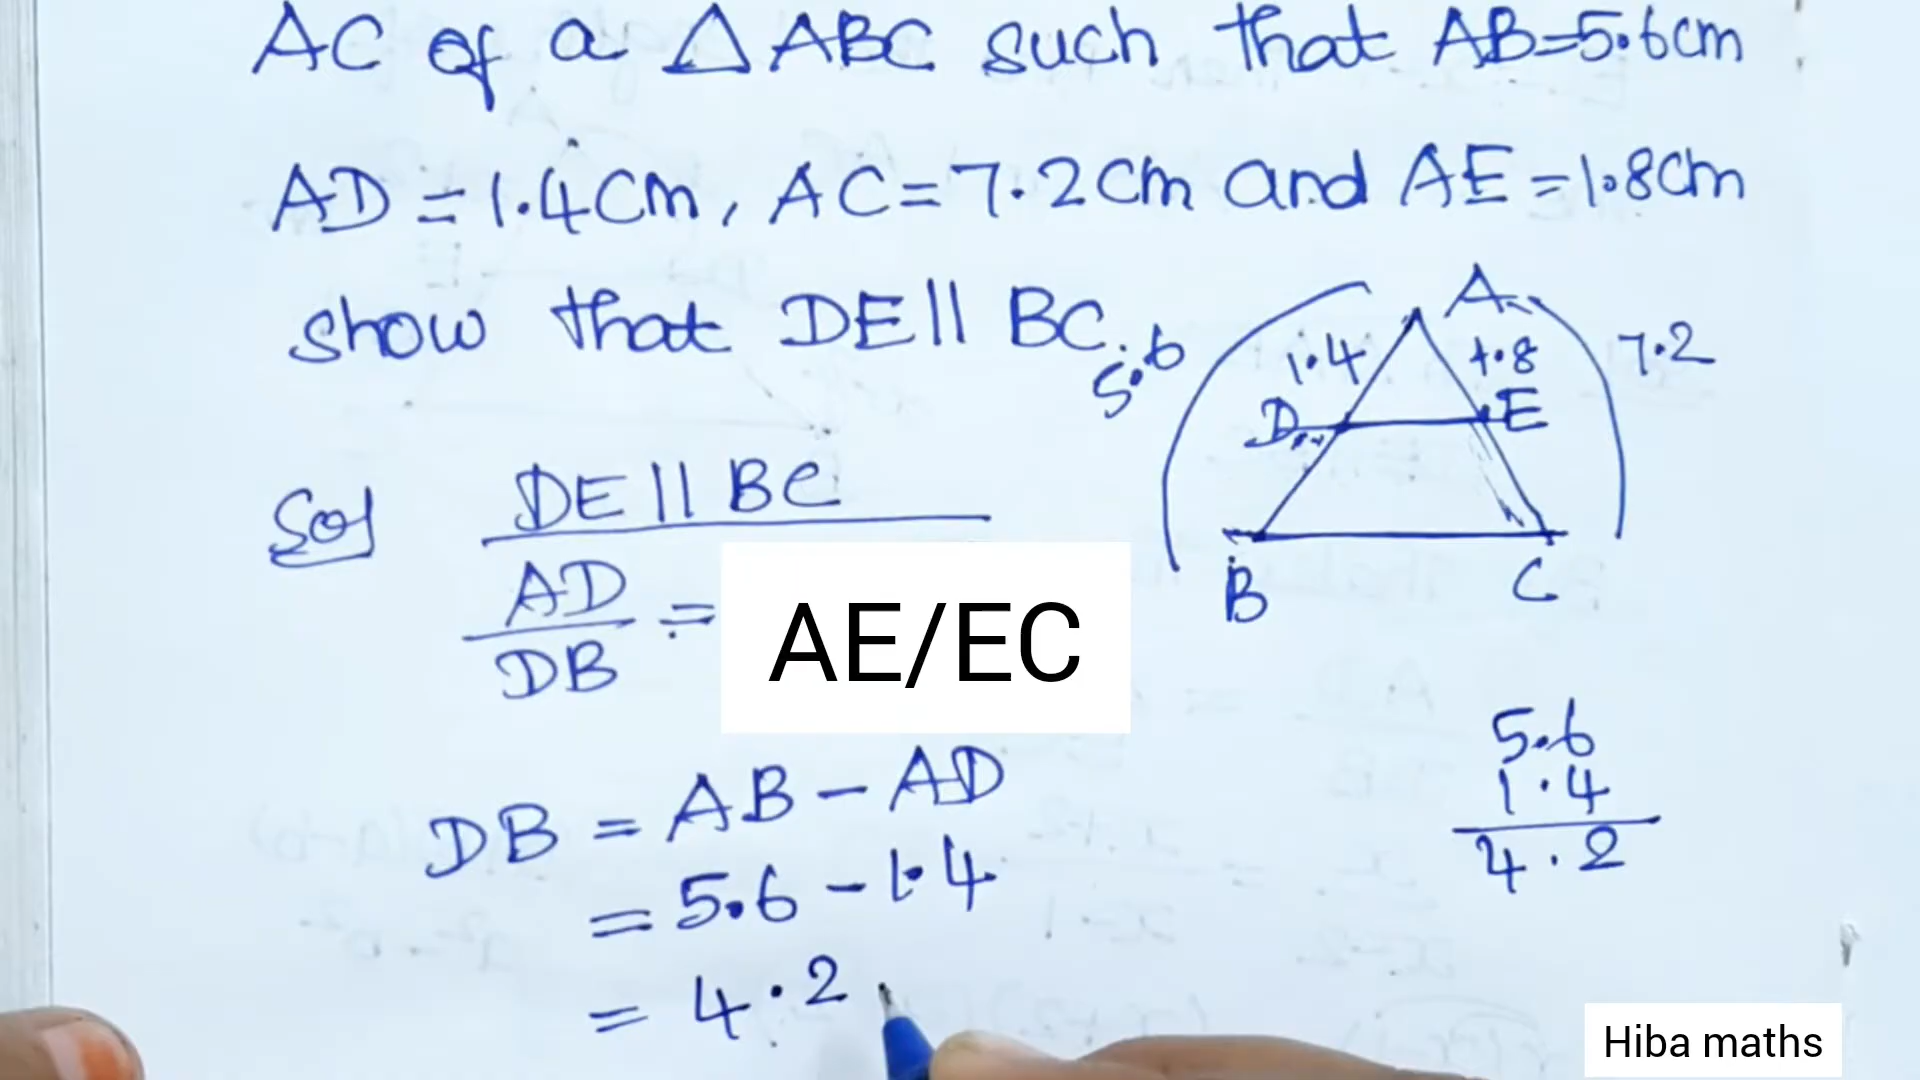 AC of a △ ABC such that AB=5.6cm
AD=1.4cm, AC=7.2cm and AE=1.8cm
show that DE|| BC.
A
5.6
1.4
1.8
7.2
D
E
B
C
Sol
DE || BC
AD
DB
=
AE/EC
DB = AB - AD
= 5.6 - 1.4
= 4.2
5.6
1.4
4.2
Hiba maths